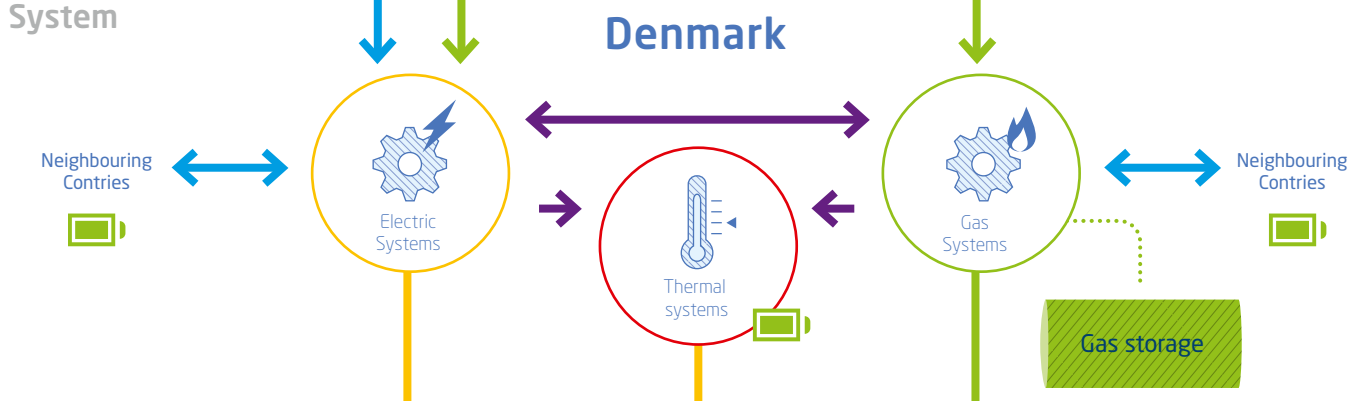 System
Denmark
Neighbouring
Contries
Electric
Systems
Thermal
systems
Gas
Systems
Neighbouring
Contries
Gas storage